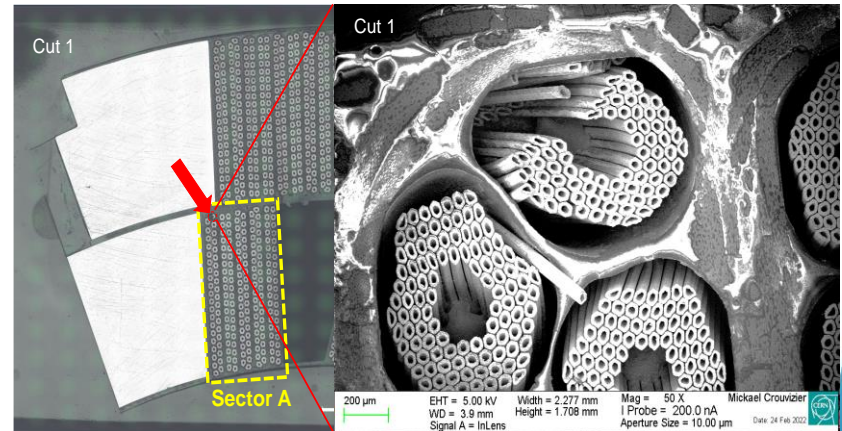 Cut 1
Sector A
Cut 1
200 µm
EHT = 5.00 kV
WD = 3.9 mm
Signal A = InLens
Width = 2.277 mm
Height = 1.708 mm
Mag = 50 X
I Probe = 200.0 nA
Aperture Size = 10.00 µm
Mickael Crouvizier
Date: 24 Feb 2022
CERN